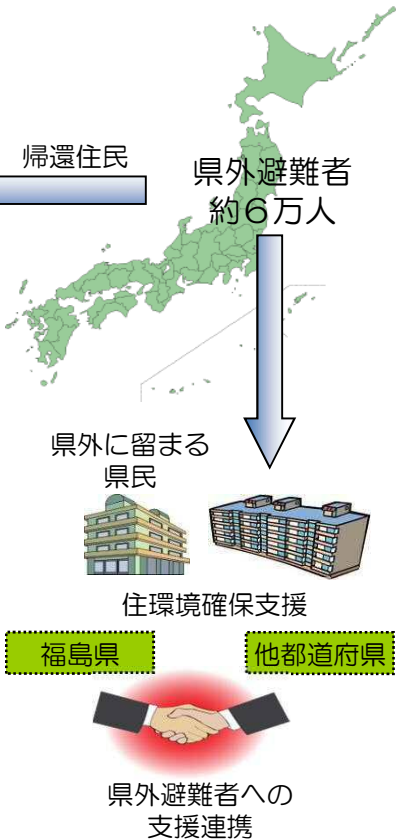 帰還住民
県外避難者
約6万人
県外に留まる
県民
住環境確保支援
福島県
他都道府県
県外避難者への
支援連携